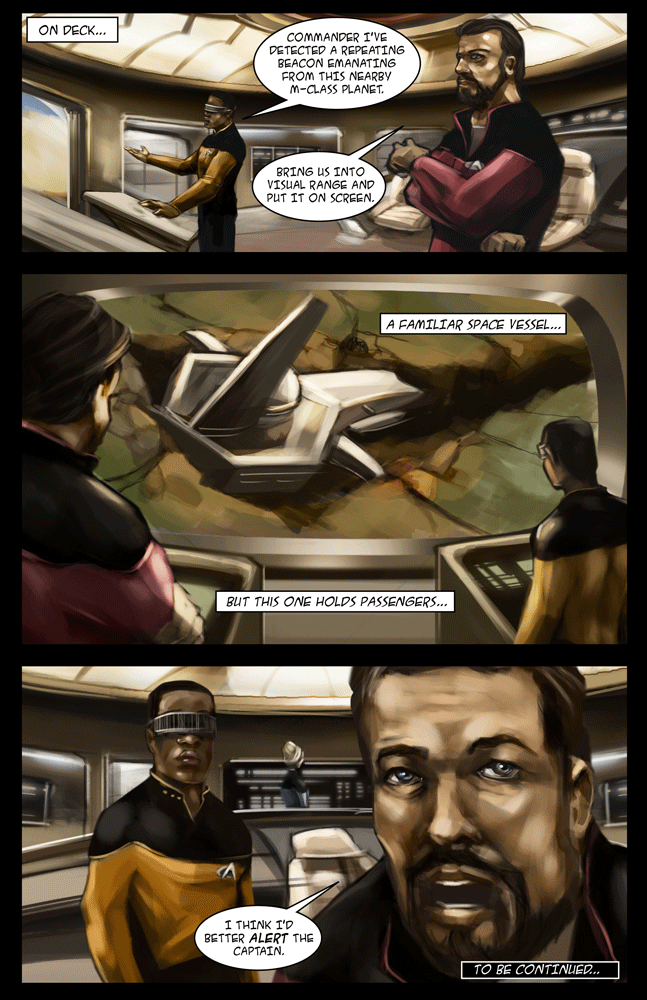 ON DECK...
COMMANDER I'VE
DETECTED A REPEATING
BEACON EMANATING
FROM THIS NEARBY
M-CLASS PLANET.
BRING US INTO
VISUAL RANGE AND
PUT IT ON SCREEN.
A FAMILIAR SPACE VESSEL...
BUT THIS ONE HOLDS PASSENGERS...
I THINK I'D
BETTER ALERT THE
CAPTAIN.
TO BE CONTINUED...